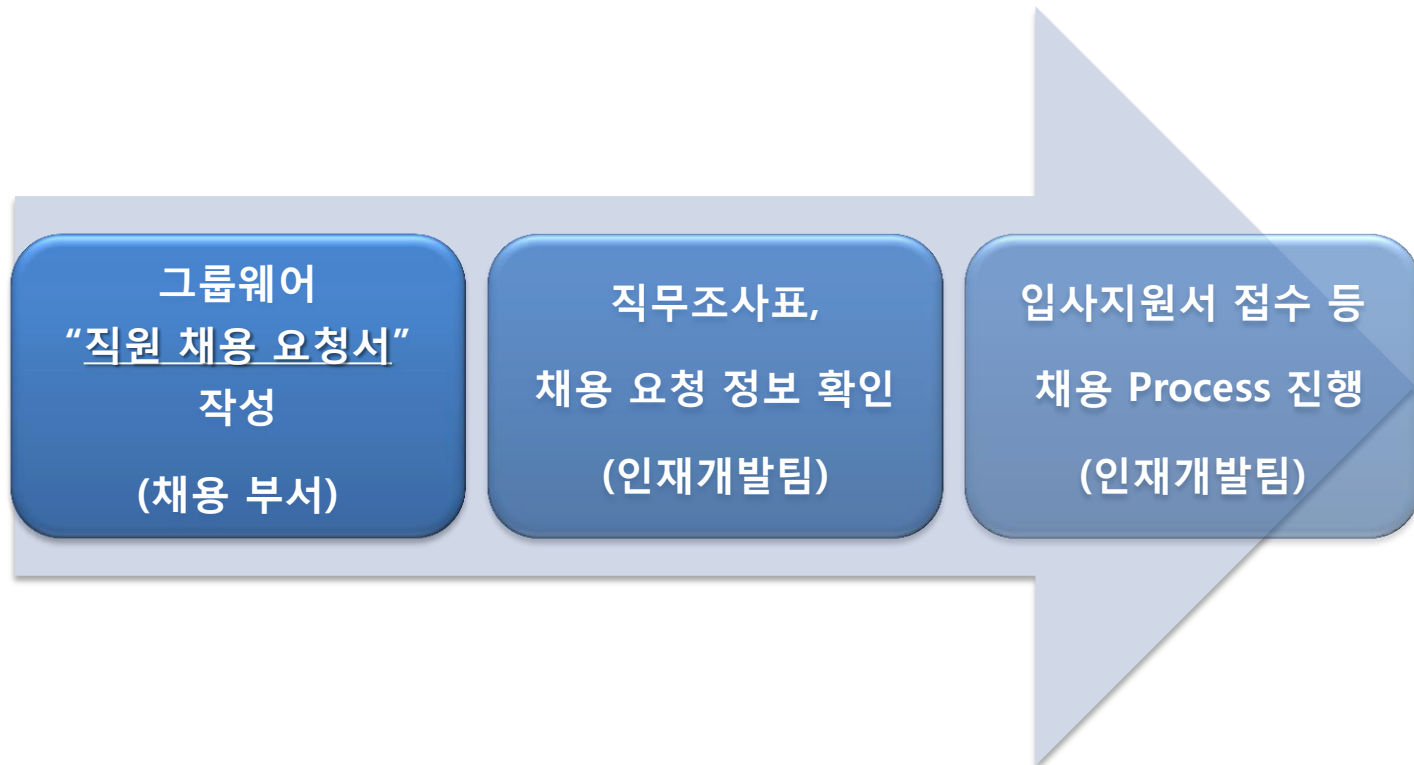 그룹웨어
“직원 채용 요청서”
작성
(채용 부서)
직무조사표,
채용 요청 정보 확인
(인재개발팀)
입사지원서 접수 등
채용 Process 진행
(인재개발팀)